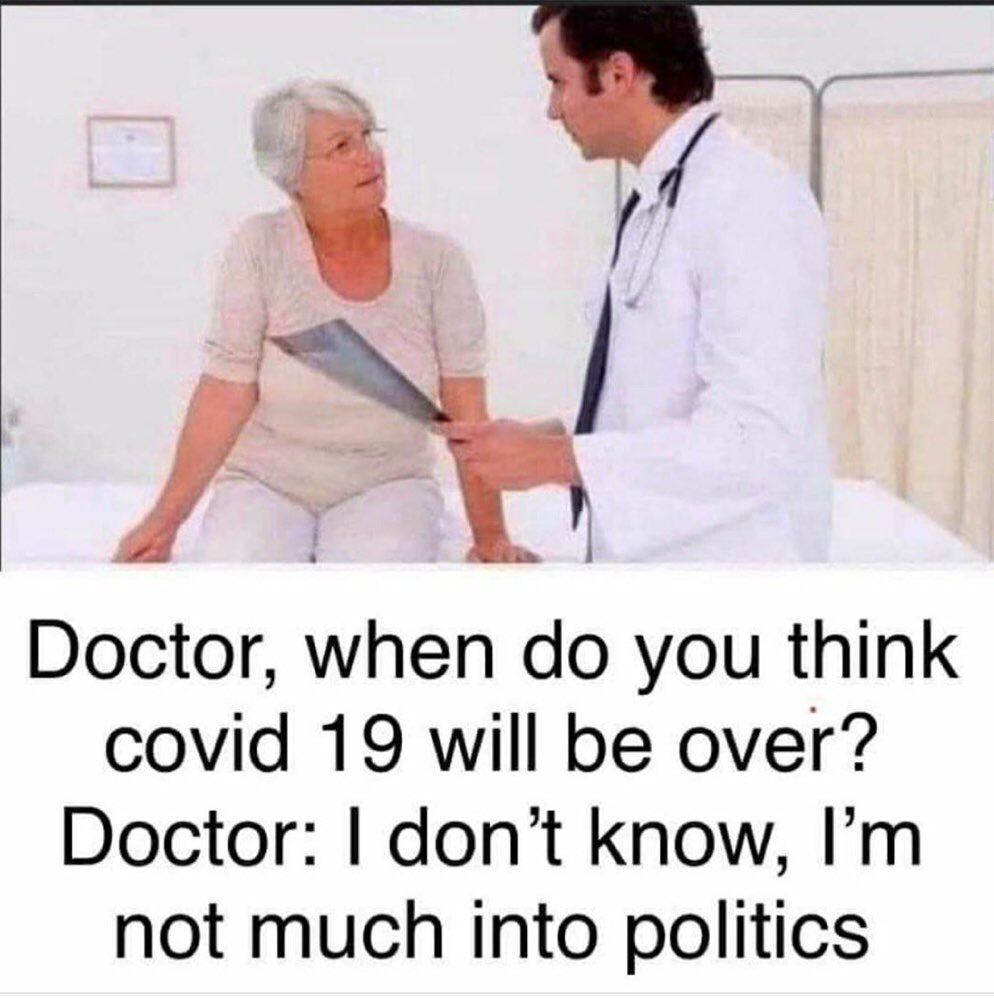 Doctor, when do you think
covid 19 will be over?
Doctor: I don’t know, I’m
not much into politics